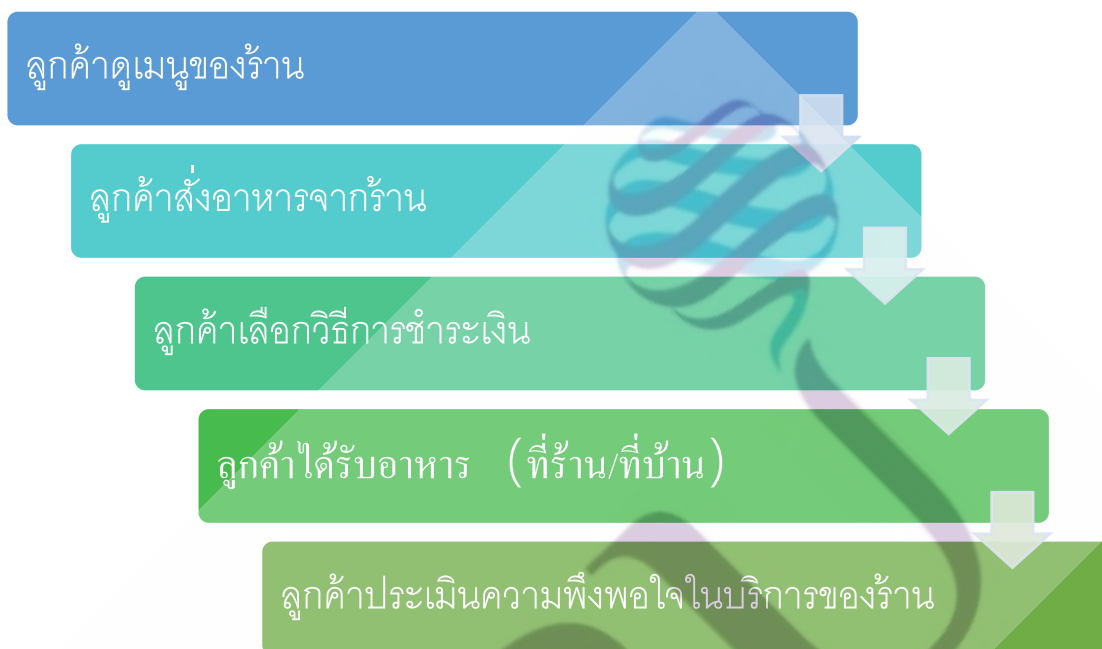 ลูกค้าดูเมนูของร้าน
ลูกค้าสั่งอาหารจากร้าน
ลูกค้าเลือกวิธีการชำระเงิน
ลูกค้าได้รับอาหาร (ที่ร้าน/ที่บ้าน)
ลูกค้าประเมินความพึงพอใจในบริการของร้าน